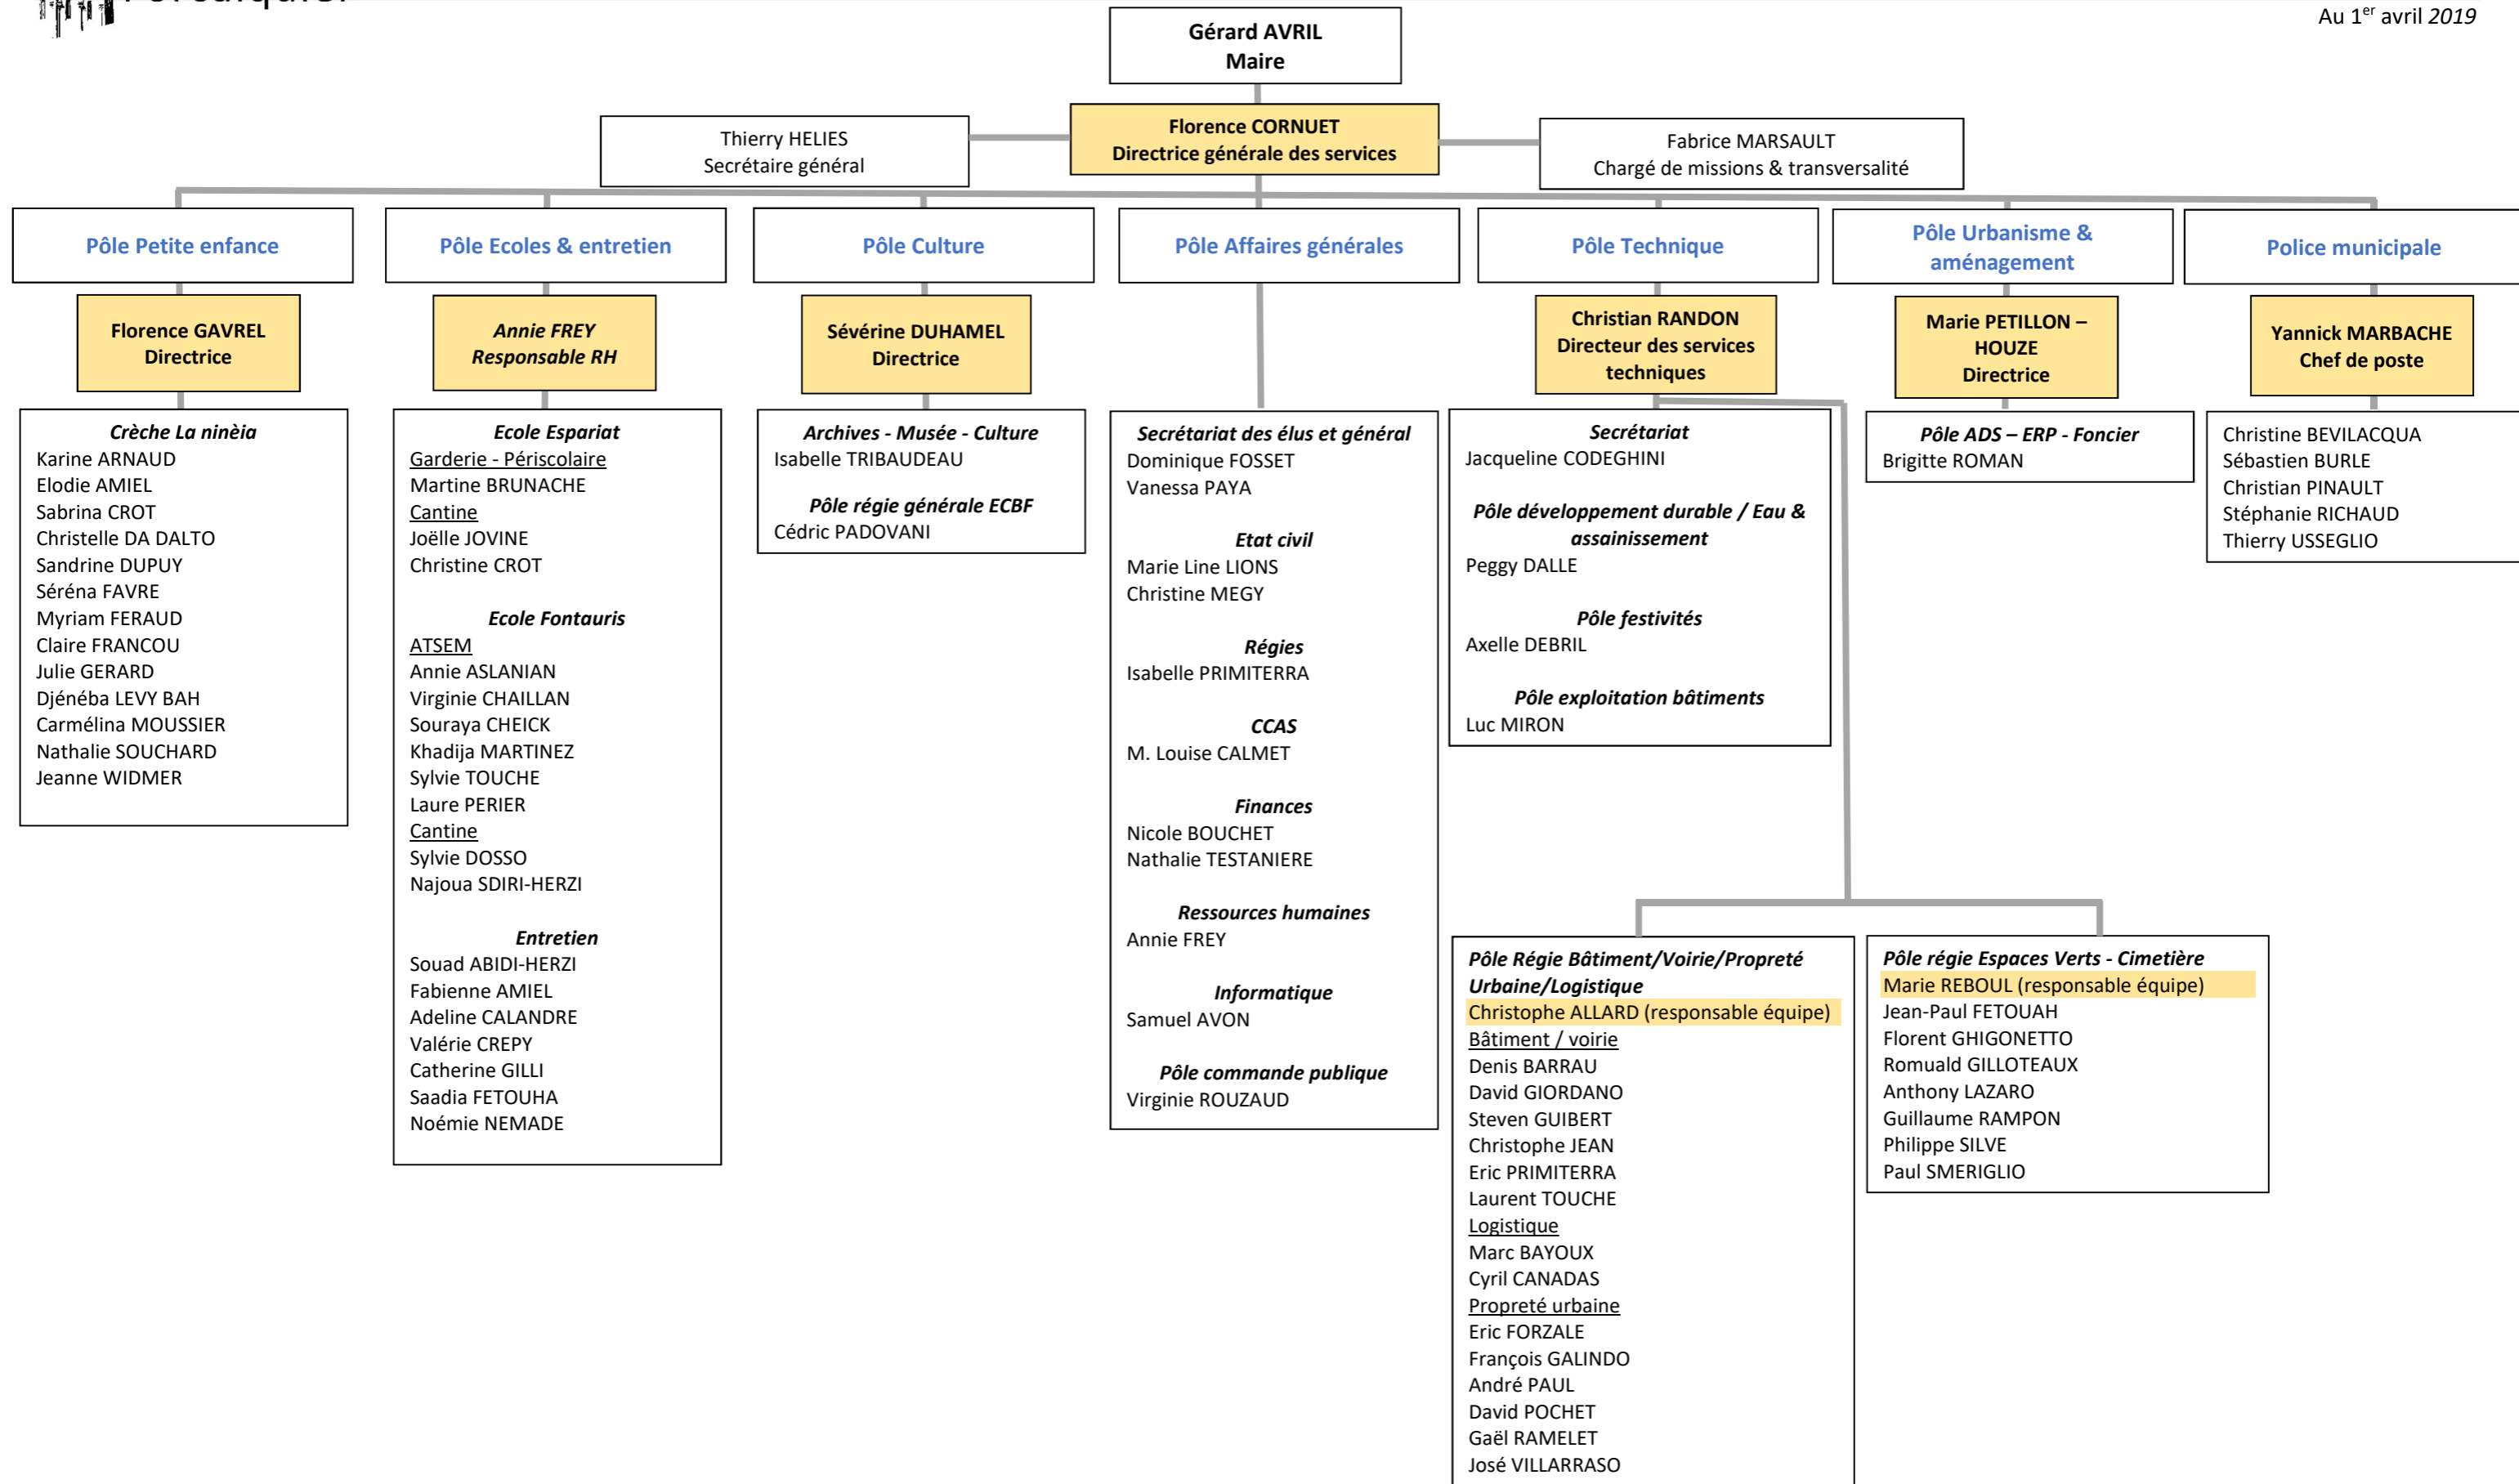 Au 1er avril 2019
Gérard AVRIL
Maire
Florence CORNUET
Directrice générale des services
Thierry HELIES
Secrétaire général
Fabrice MARSAULT
Chargé de missions & transversalité
Pôle Petite enfance
Florence GAVREL
Directrice
Crèche La ninèia
Karine ARNAUD
Elodie AMIEL
Sabrina CROT
Christelle DA DALTO
Sandrine DUPUY
Séréna FAVRE
Myriam FERAUD
Claire FRANCOU
Julie GERARD
Djénéba LEVY BAH
Carmélina MOUSSIER
Nathalie SOUCHARD
Jeanne WIDMER
Pôle Ecoles & entretien
Annie FREY
Responsable RH
Ecole Espariat
Garderie - Périscolaire
Martine BRUNACHE
Cantine
Joëlle JOVINE
Christine CROT
Ecole Fontauris
ATSEM
Annie ASLANIAN
Virginie CHAILLAN
Souraya CHEICK
Khadija MARTINEZ
Sylvie TOUCHE
Laure PERIER
Cantine
Sylvie DOSSO
Najoua SDIRI-HERZI
Entretien
Souad ABIDI-HERZI
Fabienne AMIEL
Adeline CALANDRE
Valérie CREPY
Catherine GILLI
Saadia FETOUHA
Noémie NEMADE
Pôle Culture
Sévérine DUHAMEL
Directrice
Archives - Musée - Culture
Isabelle TRIBAUDEAU
Pôle régie générale ECBF
Cédric PADOVANI
Pôle Affaires générales
Secrétariat des élus et général
Dominique FOSSET
Vanessa PAYA
Etat civil
Marie Line LIONS
Christine MEGY
Régies
Isabelle PRIMITERRA
CCAS
M. Louise CALMET
Finances
Nicole BOUCHET
Nathalie TESTANIERE
Ressources humaines
Annie FREY
Informatique
Samuel AVON
Pôle commande publique
Virginie ROUZAUD
Pôle Technique
Christian RANDON
Directeur des services
techniques
Secrétariat
Jacqueline CODEGHINI
Pôle développement durable / Eau &
assainissement
Peggy DALLE
Pôle festivités
Axelle DEBRIL
Pôle exploitation bâtiments
Luc MIRON
Pôle Régie Bâtiment/Voirie/Propreté
Urbaine/Logistique
Christophe ALLARD (responsable équipe)
Bâtiment / voirie
Denis BARRAU
David GIORDANO
Steven GUIBERT
Christophe JEAN
Eric PRIMITERRA
Laurent TOUCHE
Logistique
Marc BAYOUX
Cyril CANADAS
Propreté urbaine
Eric FORZALE
François GALINDO
André PAUL
David POCHET
Gaël RAMELET
José VILLARRASO
Pôle régie Espaces Verts - Cimetière
Marie REBOUL (responsable équipe)
Jean-Paul FETOUAH
Florent GHIGONETTO
Romuald GILLOTEAUX
Anthony LAZARO
Guillaume RAMPON
Philippe SILVE
Paul SMERIGLIO
Pôle Urbanisme &
aménagement
Marie PETILLON –
HOUZE
Directrice
Pôle ADS – ERP - Foncier
Brigitte ROMAN
Police municipale
Yannick MARBACHE
Chef de poste
Christine BEVILACQUA
Sébastien BURLE
Christian PINAULT
Stéphanie RICHAUD
Thierry USSEGLIO